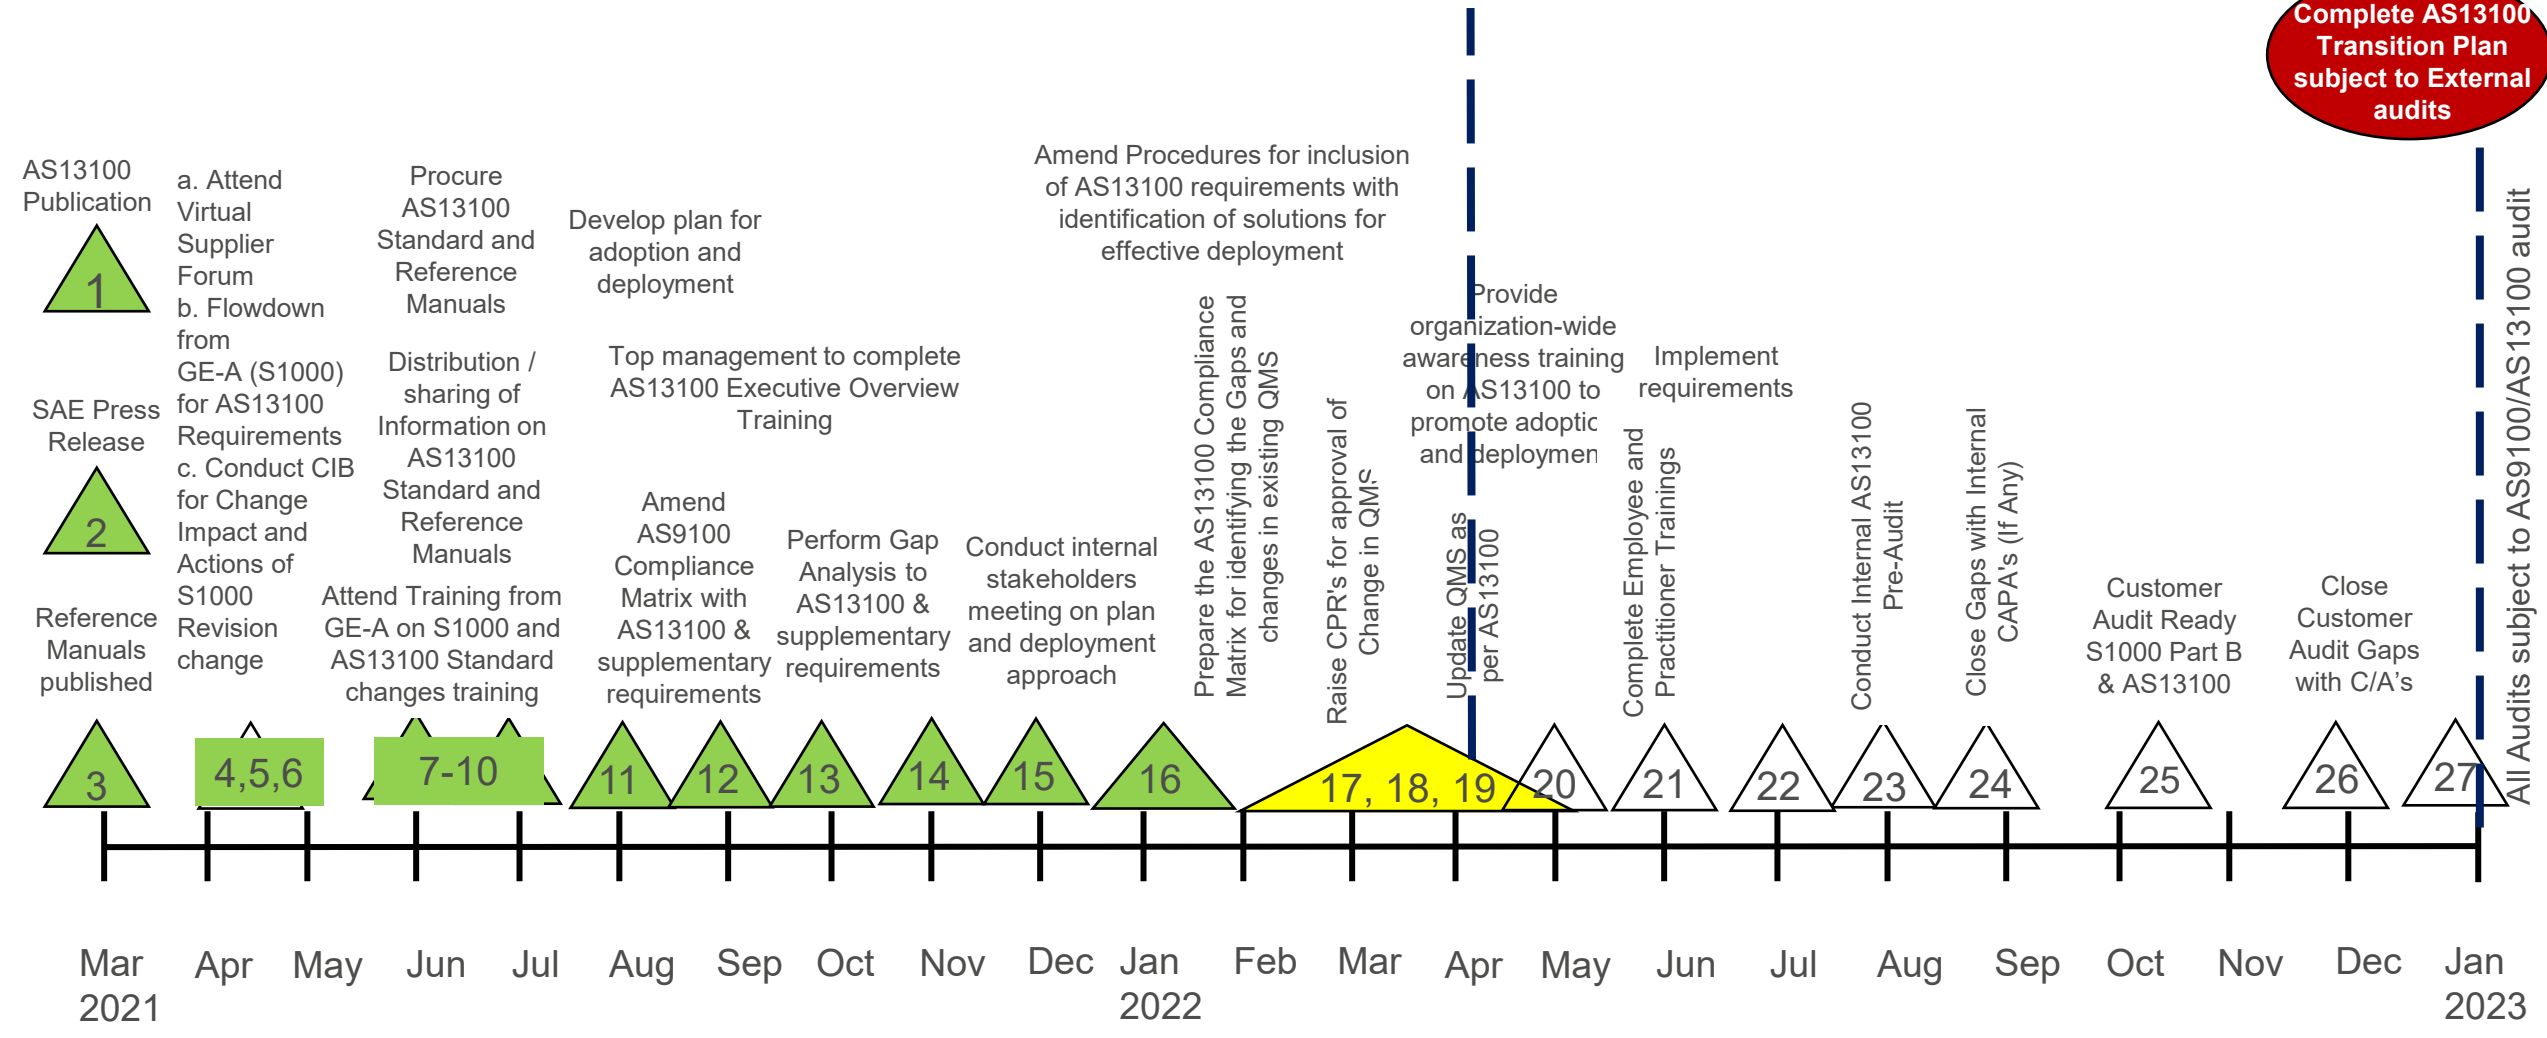 Complete AS13100
Transition Plan
subject to External
audits
AS13100
Publication
1
SAE Press
Release
2
Reference
Manuals
published
3
a. Attend
Virtual
Supplier
Forum
b. Flowdown
from
GE-A (S1000)
for AS13100
Requirements
c. Conduct CIB
for Change
Impact and
Actions of
S1000
Revision
change
4,5,6
Procure
AS13100
Standard and
Reference
Manuals
Distribution /
sharing of
Information on
AS13100
Standard and
Reference
Manuals
Attend Training from
GE-A on S1000 and
AS13100 Standard
changes training
7-10
Develop plan for
adoption and
deployment
Top management to complete
AS13100 Executive Overview
Training
Amend
AS9100
Compliance
Matrix with
AS13100 &
supplementary
requirements
11
12
Perform Gap
Analysis to
AS13100 &
supplementary
requirements
13
14
Conduct internal
stakeholders
meeting on plan
and deployment
approach
15
16
Amend Procedures for inclusion
of AS13100 requirements with
identification of solutions for
effective deployment
Prepare the AS13100 Compliance
Matrix for identifying the Gaps and
changes in existing QMS
Raise CPR's for approval of
Change in QMS
17, 18, 19
Provide
organization-wide
awareness training
on AS13100 to
promote adoptic
and deploymen
Update QMS as
per AS13100
20
Complete Employee and
Practitioner Trainings
21
Implement
requirements
22
Conduct Internal AS13100
Pre-Audit
23
Close Gaps with Internal
CAPA's (If Any)
24
Customer
Audit Ready
S1000 Part B
& AS13100
25
Close
Customer
Audit Gaps
with C/A’s
26
27
All Audits subject to AS9100/AS13100 audit
Mar
2021
Apr
May
Jun
Jul
Aug
Sep
Oct
Nov
Dec
Jan
2022
Feb
Mar
Apr
May
Jun
Jul
Aug
Sep
Oct
Nov
Dec
Jan
2023